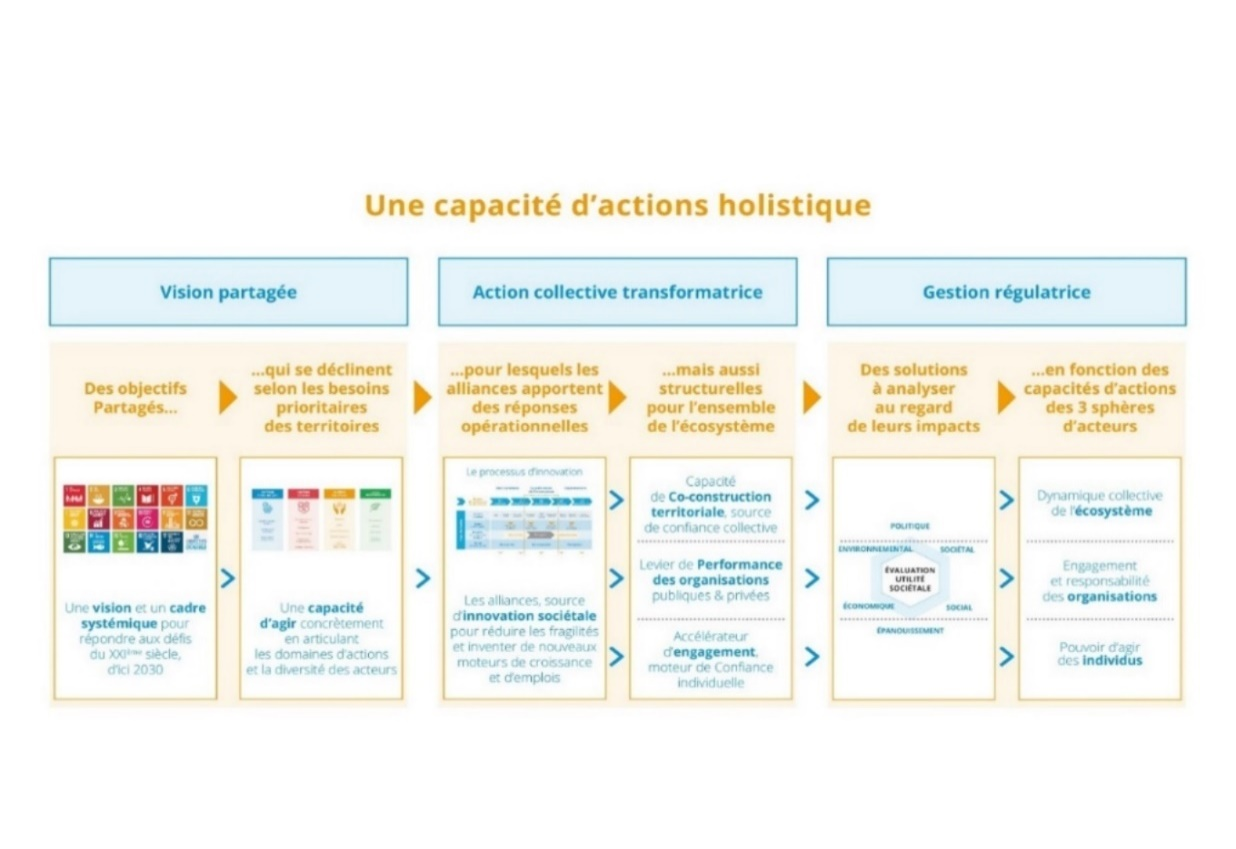 Une capacité d’actions holistique
Vision partagée
Action collective transformatrice
Gestion régulatrice
Des objectifs
Partagés...
...qui se déclinent
selon les besoins
prioritaires
des territoires
...pour lesquels les
alliances apportent
des réponses
opérationnelles
...mais aussi
structurelles
pour l’ensemble
de l’écosystème
Des solutions
à analyser
au regard
de leurs impacts
...en fonction des
capacités d’actions
des 3 sphères
d’acteurs
Une vision et un cadre
systémique pour
répondre aux défis
du XXIème siècle,
d’ici 2030
Une capacité
d’agir concrètement
en articulant
les domaines d’actions
et la diversité des acteurs
Le processus d’innovation
Les alliances, source
d’innovation sociétale
pour réduire les fragilités
et inventer de nouveaux
moteurs de croissance
et d’emplois
Capacité
de Co-construction
territoriale, source
de confiance collective
Levier de Performance
des organisations
publiques & privées
Accélérateur
d’engagement,
moteur de Confiance
individuelle
POLITIQUE
ENVIRONNEMENTAL
SOCIÉTAL
ÉVALUATION
UTILITÉ
SOCIÉTALE
ÉCONOMIQUE
SOCIAL
ÉPANOUISSEMENT
Dynamique collective
de l’écosystème
Engagement
et responsabilité
des organisations
Pouvoir d’agir
des individus